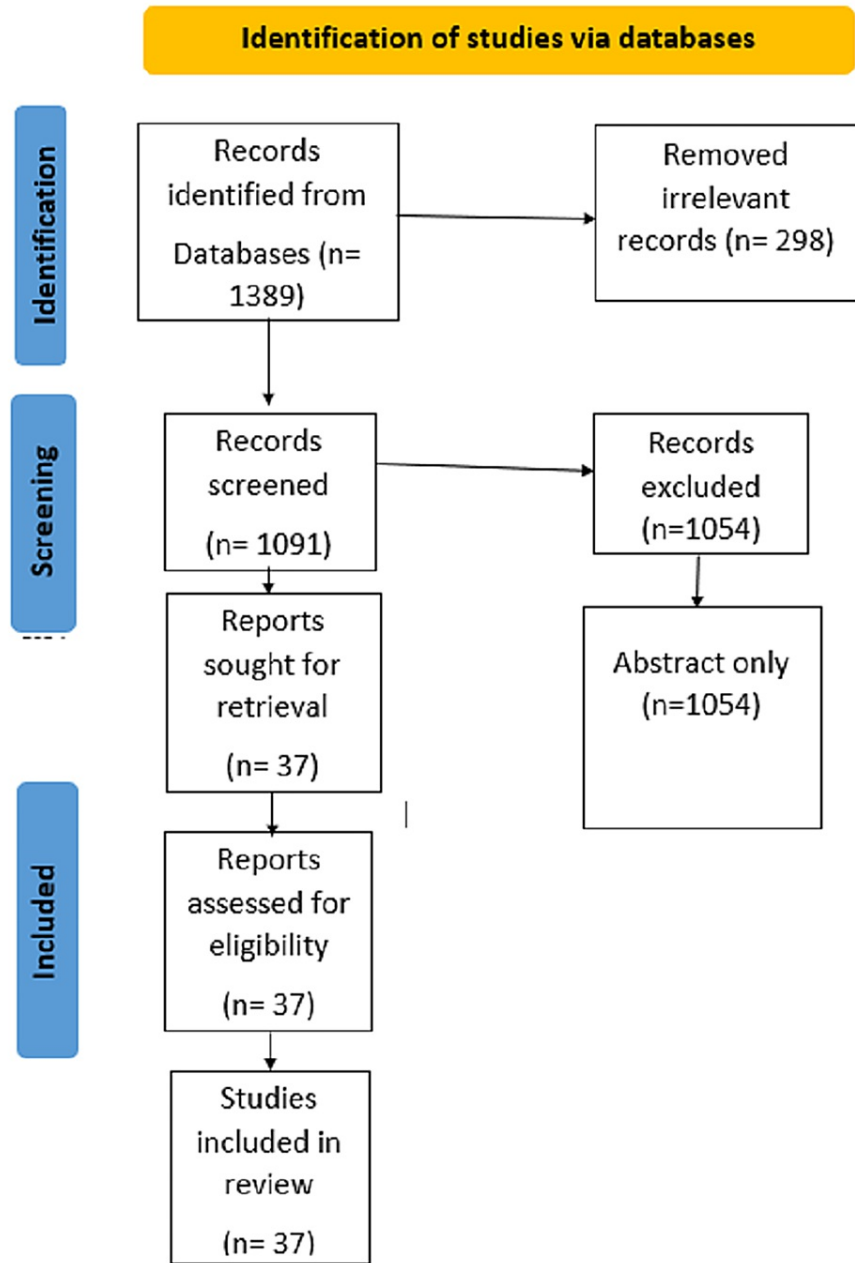 Identification of studies via databases
Identification
Records
identified from
Databases (n=
1389)
Removed
irrelevant
records (n= 298)
Screening
Records
screened
(n= 1091)
Records
excluded
(n=1054)
Reports
sought for
retrieval
(n= 37)
Abstract only
(n=1054)
Included
Reports
assessed for
eligibility
(n= 37)
Studies
included in
review
(n= 37)